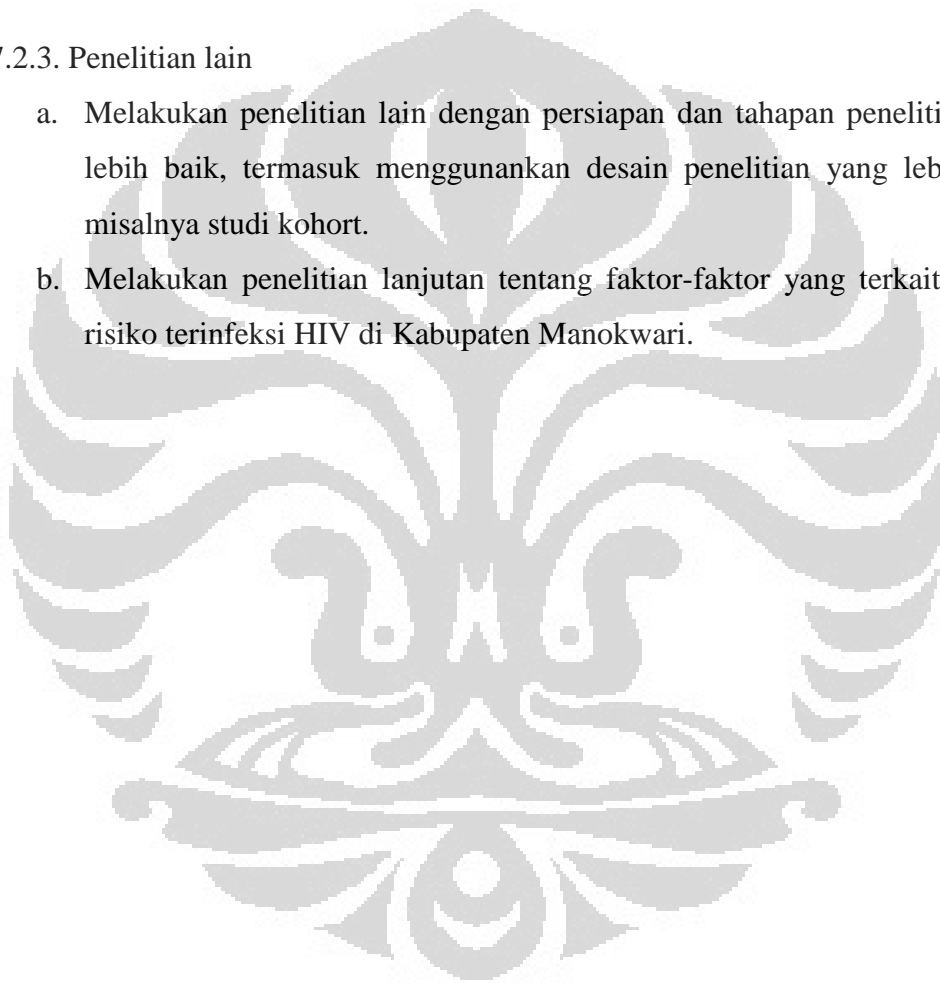 7.2.3. Penelitian lain
a. Melakukan penelitian lain dengan persiapan dan tahapan peneliti
lebih baik, termasuk menggunankan desain penelitian yang leb
misalnya studi kohort.
b. Melakukan penelitian lanjutan tentang faktor-faktor yang terkait
risiko terinfeksi HIV di Kabupaten Manokwari.